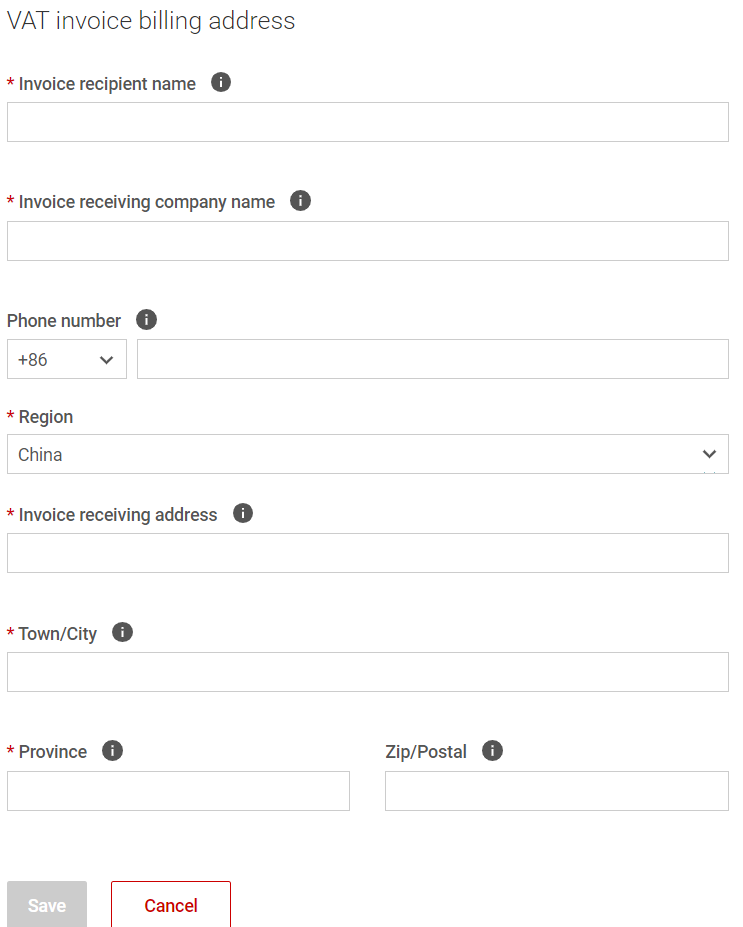 VAT invoice billing address
* Invoice recipient name
* Invoice receiving company name
Phone number
+86
* Region
China
* Invoice receiving address
* Town/City
* Province Zip/Postal
Save Cancel